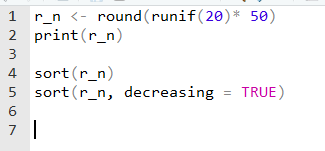 1 r_n <- round(runif(20)* 50)
2 print(r_n)
3
4 sort(r_n)
5 sort(r_n, decreasing = TRUE)
6
7